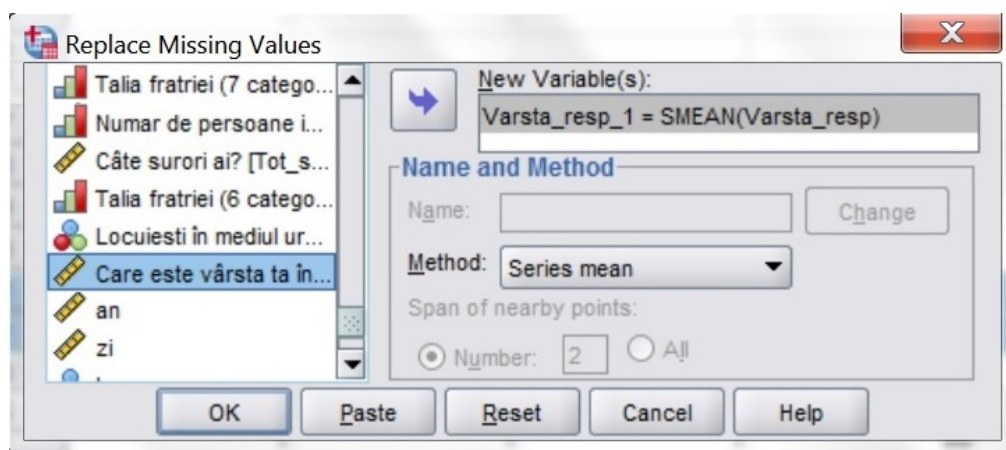 Replace Missing Values
X
Talia fratriei (7 catego...
Numar de persoane i...
Câte surori ai? [Tot_s...
Talia fratriei (6 catego...
Locuiesti în mediul ur...
Care este vârsta ta în...
an
zi
New Variable(s):
Varsta_resp_1 = SMEAN(Varsta_resp)
Name and Method
Name:
Change
Method: Series mean
Span of nearby points:
Number: 2 All
OK Paste Reset Cancel Help